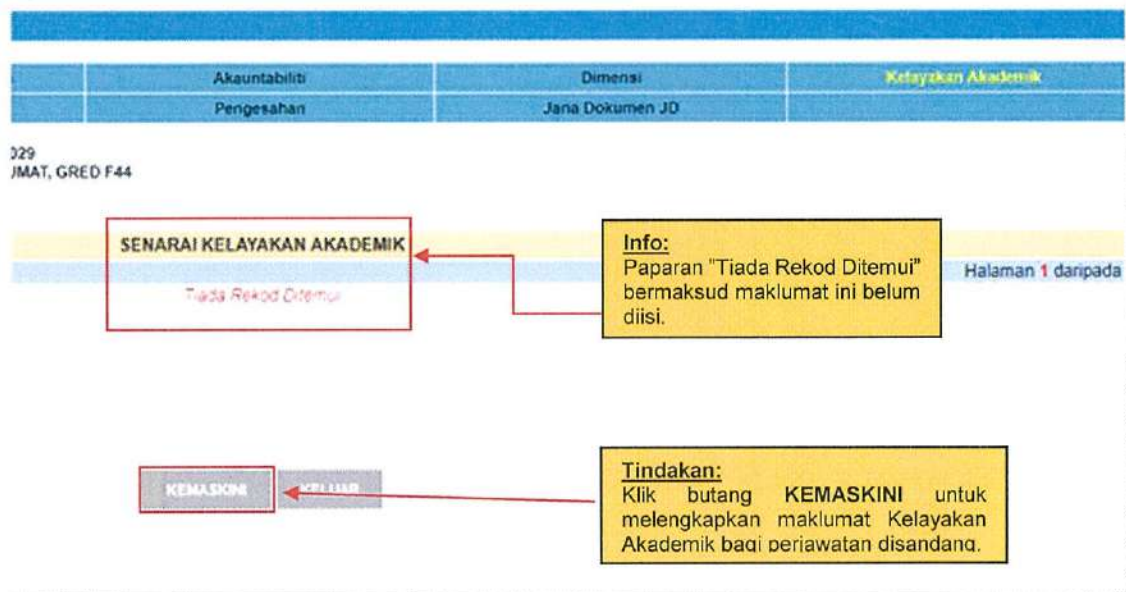 Akauntabiliti Dimensi Kelayakan Akademik
Pengesahan Jana Dokumen JD
029
JMAT, GRED F44
SENARAI KELAYAKAN AKADEMIK
Halaman 1 daripada
Tiada Rekod Ditemui
Info:
Paparan "Tiada Rekod Ditemui"
bermaksud maklumat ini belum
diisi.
KEMASKINI KELUAR
Tindakan:
Klik butang KEMASKINI untuk
melengkapkan maklumat Kelayakan
Akademik bagi perjawatan disandang.